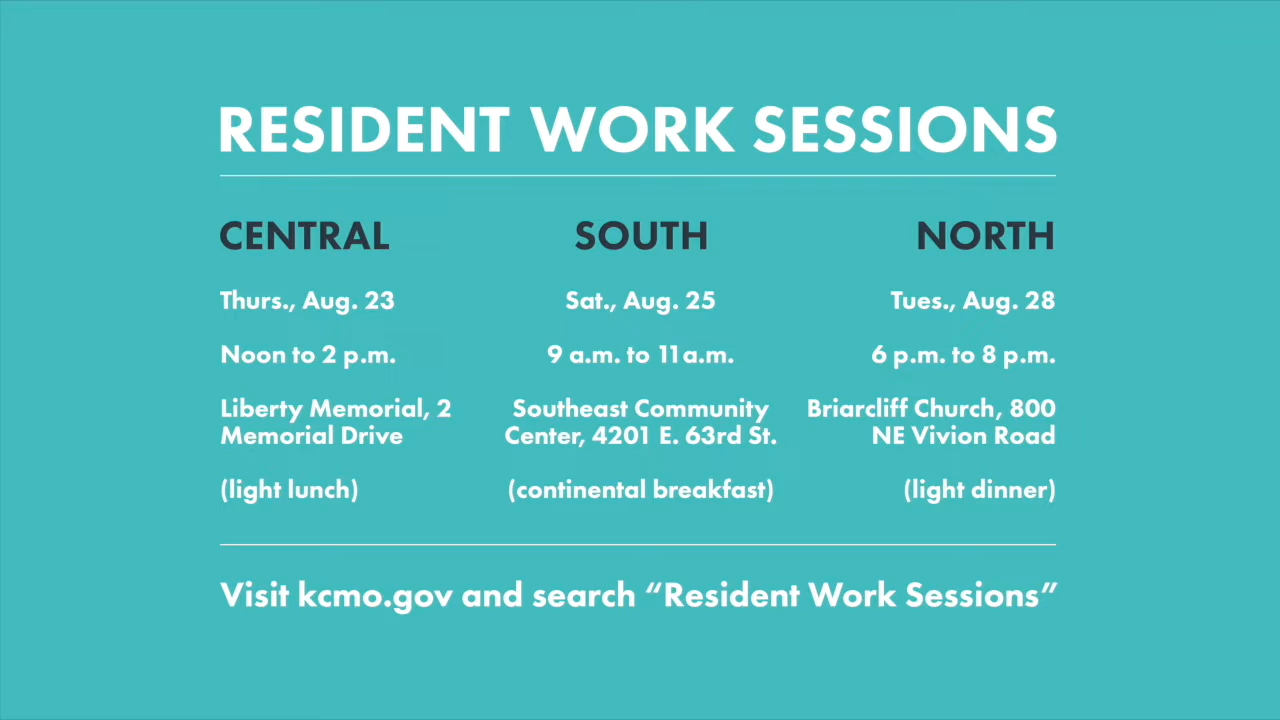 RESIDENT WORK SESSIONS
CENTRAL
Thurs., Aug. 23
Noon to 2 p.m.
Liberty Memorial, 2
Memorial Drive
(light lunch)
SOUTH
Sat., Aug. 25
9 a.m. to 11 a.m.
Southeast Community
Center, 4201 E. 63rd St.
(continental breakfast)
NORTH
Tues., Aug. 28
6 p.m. to 8 p.m.
Briarcliff Church, 800
NE Vivion Road
(light dinner)
Visit kcmo.gov and search “Resident Work Sessions”